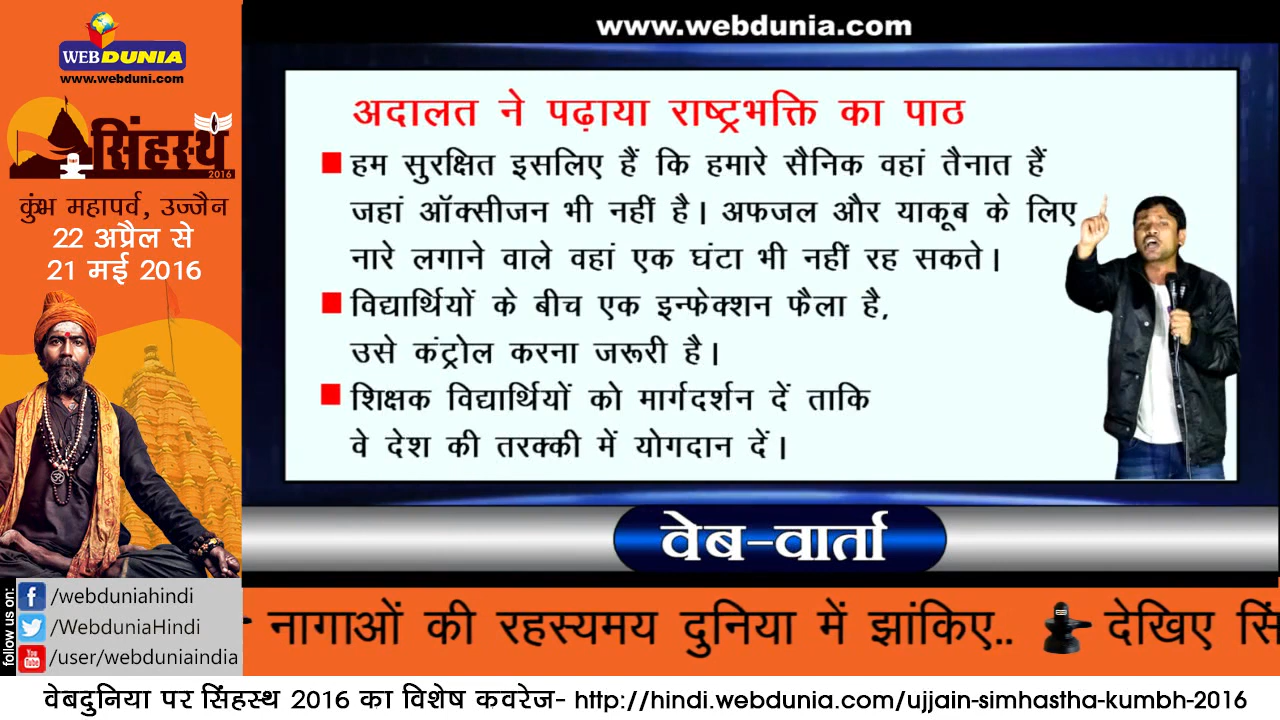 www.webdunia.com
WEBDUNIA
www.webduni.com
सिंहस्थ
2016
कुंभ महापर्व, उज्जैन
22 अप्रैल से
21 मई 2016
अदालत ने पढ़ाया राष्ट्रभक्ति का पाठ
हम सुरक्षित इसलिए हैं कि हमारे सैनिक वहां तैनात हैं
जहां ऑक्सीजन भी नहीं है। अफजल और याकूब के लिए
नारे लगाने वाले वहां एक घंटा भी नहीं रह सकते।
विद्यार्थियों के बीच एक इन्फेक्शन फैला है,
उसे कंट्रोल करना जरूरी है।
शिक्षक विद्यार्थियों को मार्गदर्शन दें ताकि
वे देश की तरक्की में योगदान दें।
वेब-वार्ता
follow us on:
/webduniahindi
/WebduniaHindi
You Tube /user/webduniaindia
नागाओं की रहस्यमय दुनिया में झांकिए.. देखिए सिं
वेबदुनिया पर सिंहस्थ 2016 का विशेष कवरेज- http://hindi.webdunia.com/ujjain-simhastha-kumbh-2016